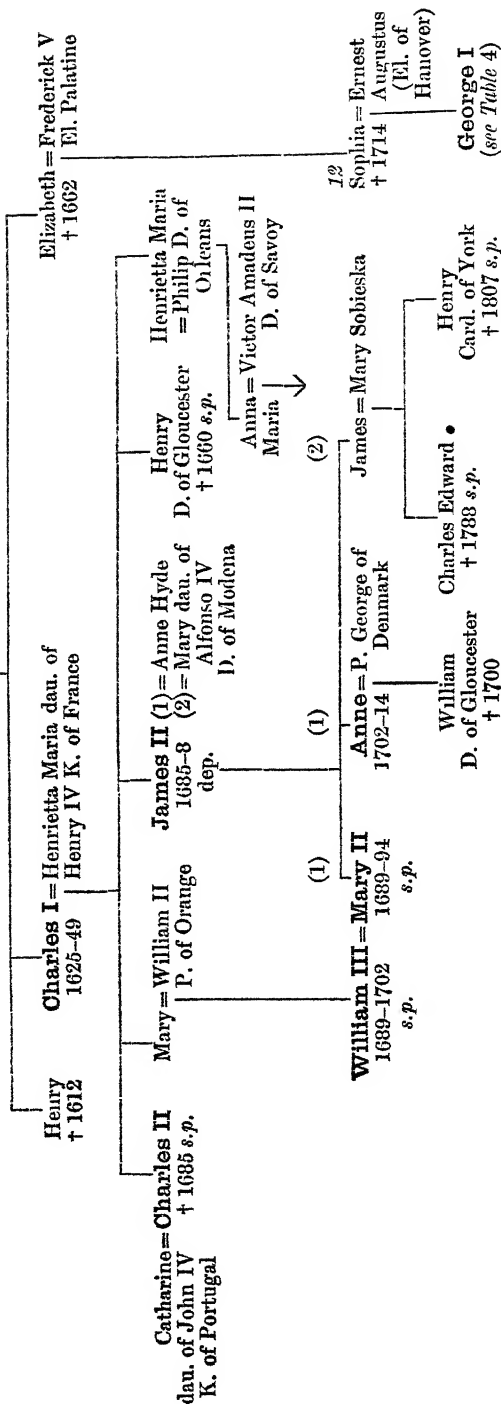 Henry
† 1612
Charles I = Henrietta Maria dau. of
1625–49 Henry IV K. of France
Elizabeth = Frederick V
† 1662 El. Palatine
Catharine = Charles II
dau. of John IV † 1685 s.p.
K. of Portugal
Mary = William II
P. of Orange
James II (1) = Anne Hyde
1685–8 (2) = Mary dau. of
dep. Alfonso IV
D. of Modena
Henry
D. of Gloucester
† 1660 s.p.
Henrietta Maria
= Philip D. of
Orleans
Anna = Victor Amadeus II
Maria D. of Savoy
12
Sophia = Ernest
† 1714 Augustus
(El. of
Hanover)
(1) (1) (2)
William III = Mary II
1689–1702 1689–94
s.p. s.p.
Anne = P. George of
1702–14 Denmark
James = Mary Sobieska
George I
(see Table 4)
William
D. of Gloucester
† 1700
Charles Edward
† 1788 s.p.
Henry
Card. of York
† 1807 s.p.